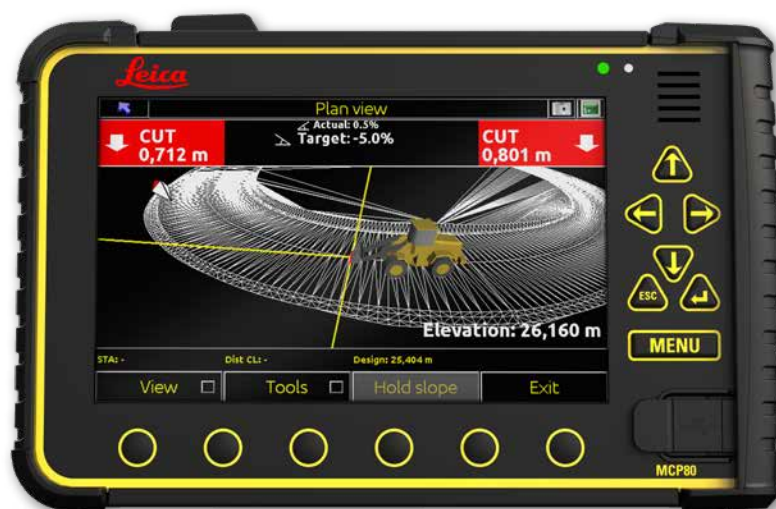 Leica
Plan view
CUT
0,712 m
Actual: 0.5%
Target: -5.0%
CUT
0,801 m
Elevation: 26,160 m
STA: -
Dist CL: -
Design: 25,404 m
View
Tools
Hold slope
Exit
ESC
MENU
MCP80